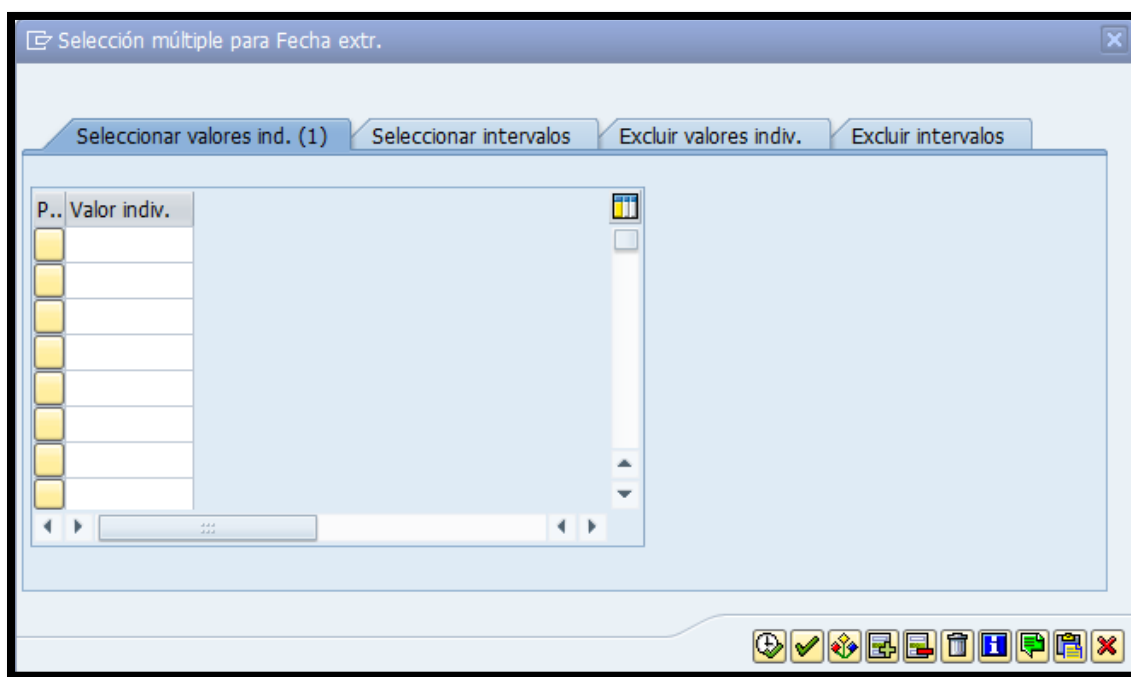 Selección múltiple para Fecha extr.
Seleccionar valores ind. (1) Seleccionar intervalos Excluir valores indiv. Excluir intervalos
P.. Valor indiv.